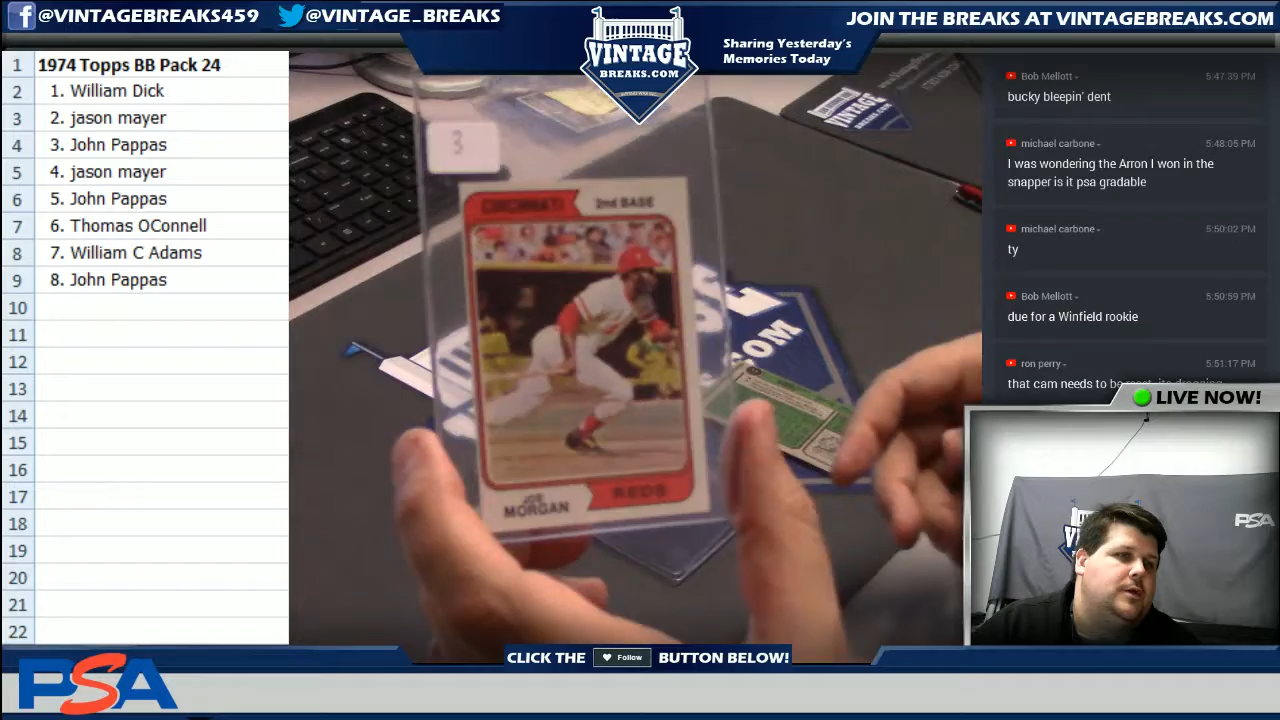 @VINTAGEBREAKS459
@VINTAGE_BREAKS
VINTAGE
BREAKS.COM
Sharing Yesterday's
Memories Today
JOIN THE BREAKS AT VINTAGEBREAKS.COM
1 1974 Topps BB Pack 24
2 1. William Dick
3 2. jason mayer
4 3. John Pappas
5 4. jason mayer
6 5. John Pappas
7 6. Thomas OConnell
8 7. William C Adams
9 8. John Pappas
10
11
12
13
14
15
16
17
18
19
20
21
22
3
CINCINNATI
2nd BASE
JOE
MORGAN
REDS
.COM
Bob Mellott - 5:47:39 PM
bucky bleepin' dent
michael carbone - 5:48:05 PM
I was wondering the Arron I won in the
snapper is it psa gradable
michael carbone - 5:50:02 PM
ty
Bob Mellott - 5:50:59 PM
due for a Winfield rookie
ron perry - 5:51:17 PM
that cam needs to be
LIVE NOW!
PSA
CLICK THE Follow BUTTON BELOW!
PSA